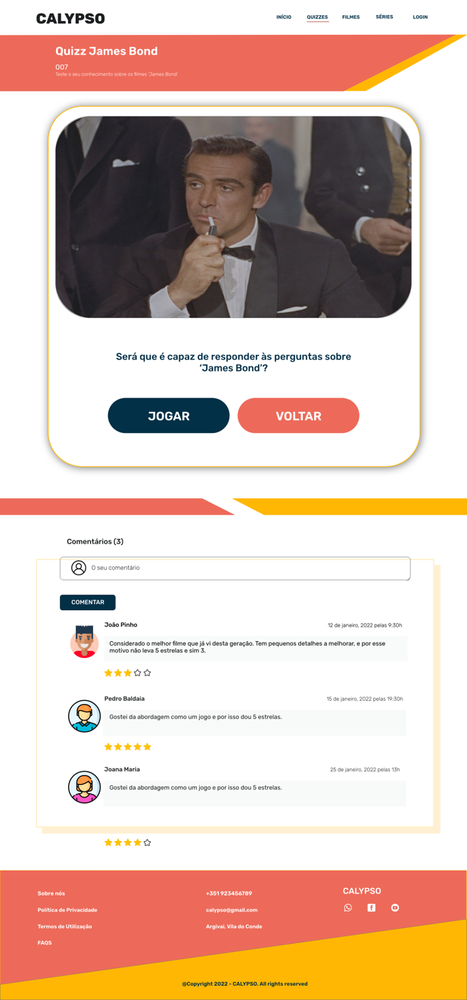 CALYPSO
INÍCIO
QUIZZES
FILMES
SÉRIES
LOGIN
Quizz James Bond
007
Teste o seu conhecimento sobre os filmes ‘James Bond’
Será que é capaz de responder às perguntas sobre
‘James Bond’?
JOGAR
VOLTAR
Comentários (3)
O seu comentário
COMENTAR
João Pinho
12 de janeiro, 2022 pelas 9:30h
Considerado o melhor filme que já vi desta geração. Tem pequenos detalhes a melhorar, e por esse
motivo não leva 5 estrelas e sim 3.
Pedro Baldaia
15 de janeiro, 2022 pelas 19:30h
Gostei da abordagem como um jogo e por isso dou 5 estrelas.
Joana Maria
25 de janeiro, 2022 pelas 13h
Gostei da abordagem como um jogo e por isso dou 5 estrelas.
Sobre nós
Política de Privacidade
Termos de Utilização
FAQS
+351 923456789
calypso@gmail.com
Argivai, Vila do Conde
CALYPSO
@Copyright 2022 - CALYPSO. All rights reserved